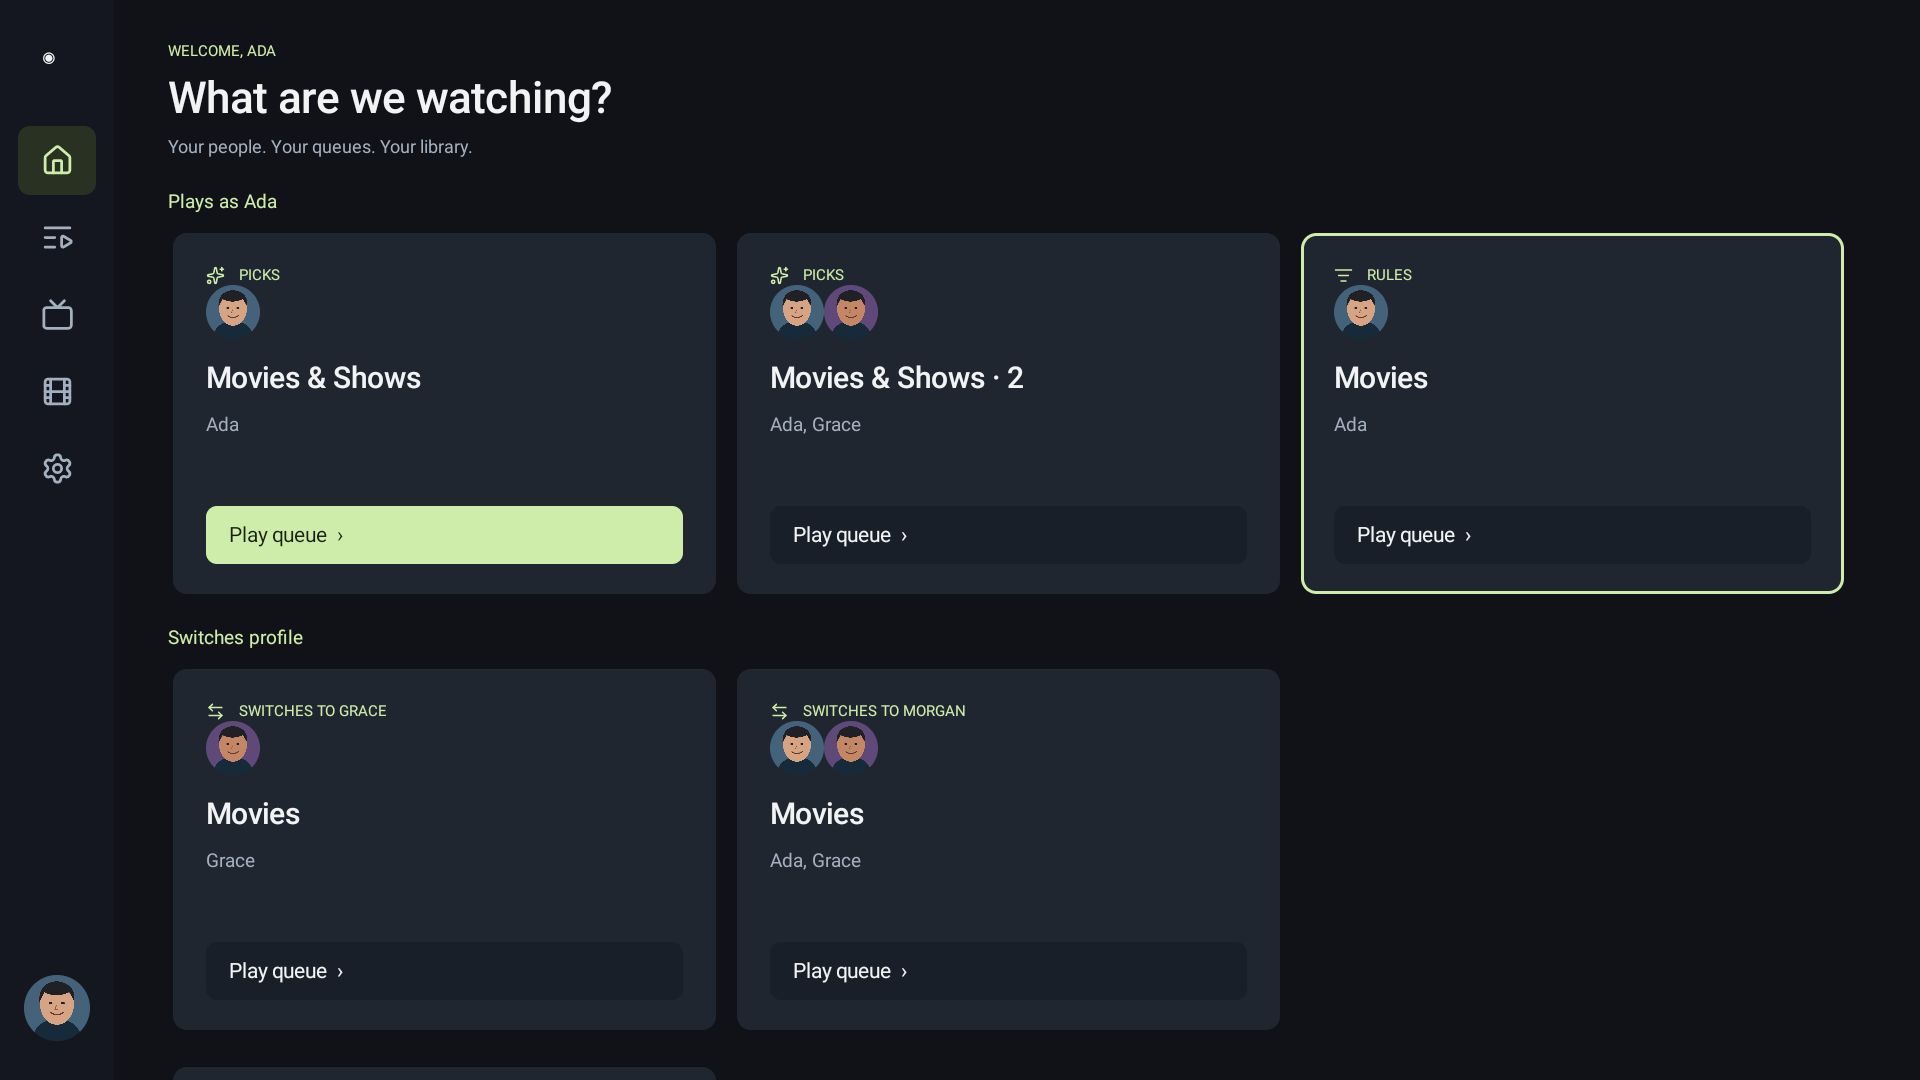 WELCOME, ADA
What are we watching?
Your people. Your queues. Your library.
Plays as Ada
PICKS
Movies & Shows
Ada
Play queue ›
PICKS
Movies & Shows · 2
Ada, Grace
Play queue ›
RULES
Movies
Ada
Play queue ›
Switches profile
SWITCHES TO GRACE
Movies
Grace
Play queue ›
SWITCHES TO MORGAN
Movies
Ada, Grace
Play queue ›